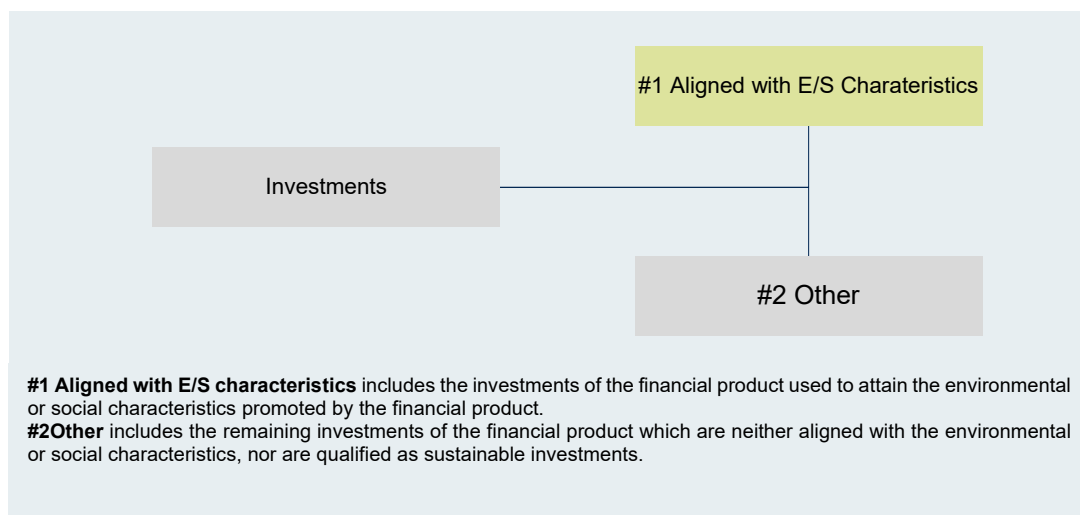 #1 Aligned with E/S Charateristics
Investments
#2 Other
#1 Aligned with E/S characteristics includes the investments of the financial product used to attain the environmental
or social characteristics promoted by the financial product.
#2Other includes the remaining investments of the financial product which are neither aligned with the environmental
or social characteristics, nor are qualified as sustainable investments.